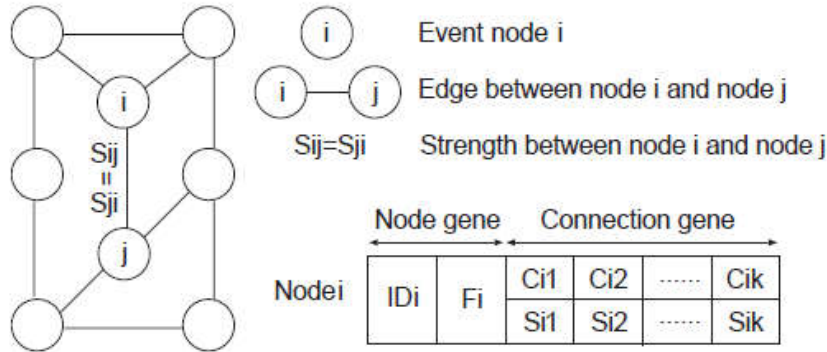 i
Sij
=
Sji
j
i
Event node i
i
j
Edge between node i and node j
Sij=Sji
Strength between node i and node j
Node gene
Connection gene
Nodei
IDi
Fi
Ci1 Ci2 ...... Cik
Si1 Si2 ...... Sik